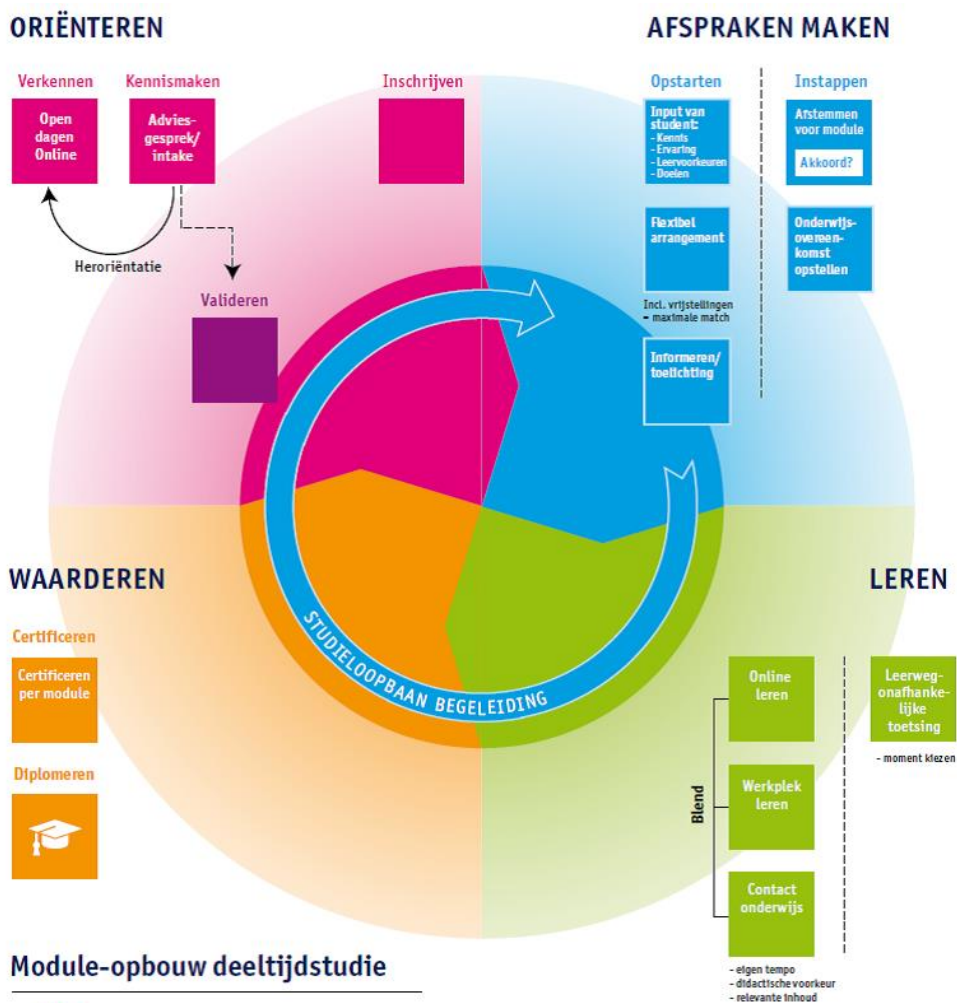 ORIËNTEREN
Verkennen
Open
dagen
Online
Kennismaken
Advies-
gesprek/
intake
Heroriëntatie
Valideren
Inschrijven
AFSPRAKEN MAKEN
Opstarten
Input van
student:
- Kennis
- Ervaring
- Leervoorkeuren
- Doelen
Flexibel
arrangement
Incl. vrijstellingen
= maximale match
Informeren/
toelichting
Instappen
Afstemmen
voor module
Akkoord?
Onderwijs-
overeen-
komst
opstellen
STUDIELOOPBAAN BEGELEIDING
WAARDEREN
Certificeren
Certificeren
per module
Diplomeren
LEREN
Blend
Online
leren
Werkplek
leren
Contact
onderwijs
- eigen tempo
- didactische voorkeur
- relevante inhoud
Leerweg-
onafhanke-
lijke
toetsing
- moment kiezen
Module-opbouw deeltijdstudie